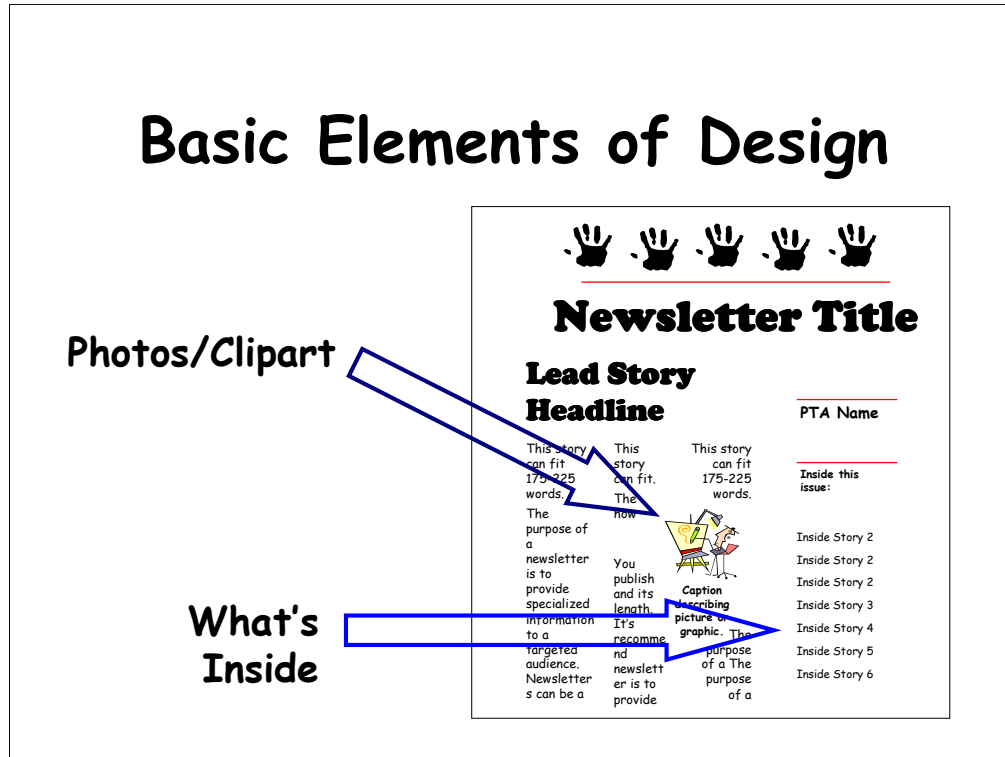 Basic Elements of Design
Newsletter Title
Photos/Clipart
Lead Story
Headline
PTA Name
This story
can fit
175-225
words.
The
purpose of
a
newsletter
is to
provide
specialized
information
to a
targeted
audience.
Newsletter
s can be a
This
story
can fit.
The
now
You
publish
and its
length.
It's
recomme
nd
newslett
er is to
provide
This story
can fit
175-225
words.
Caption
describing
picture or
graphic.
The
purpose
of a The
purpose
of a
Inside this
issue:
Inside Story 2
Inside Story 2
Inside Story 2
Inside Story 3
Inside Story 4
Inside Story 5
Inside Story 6
What's
Inside